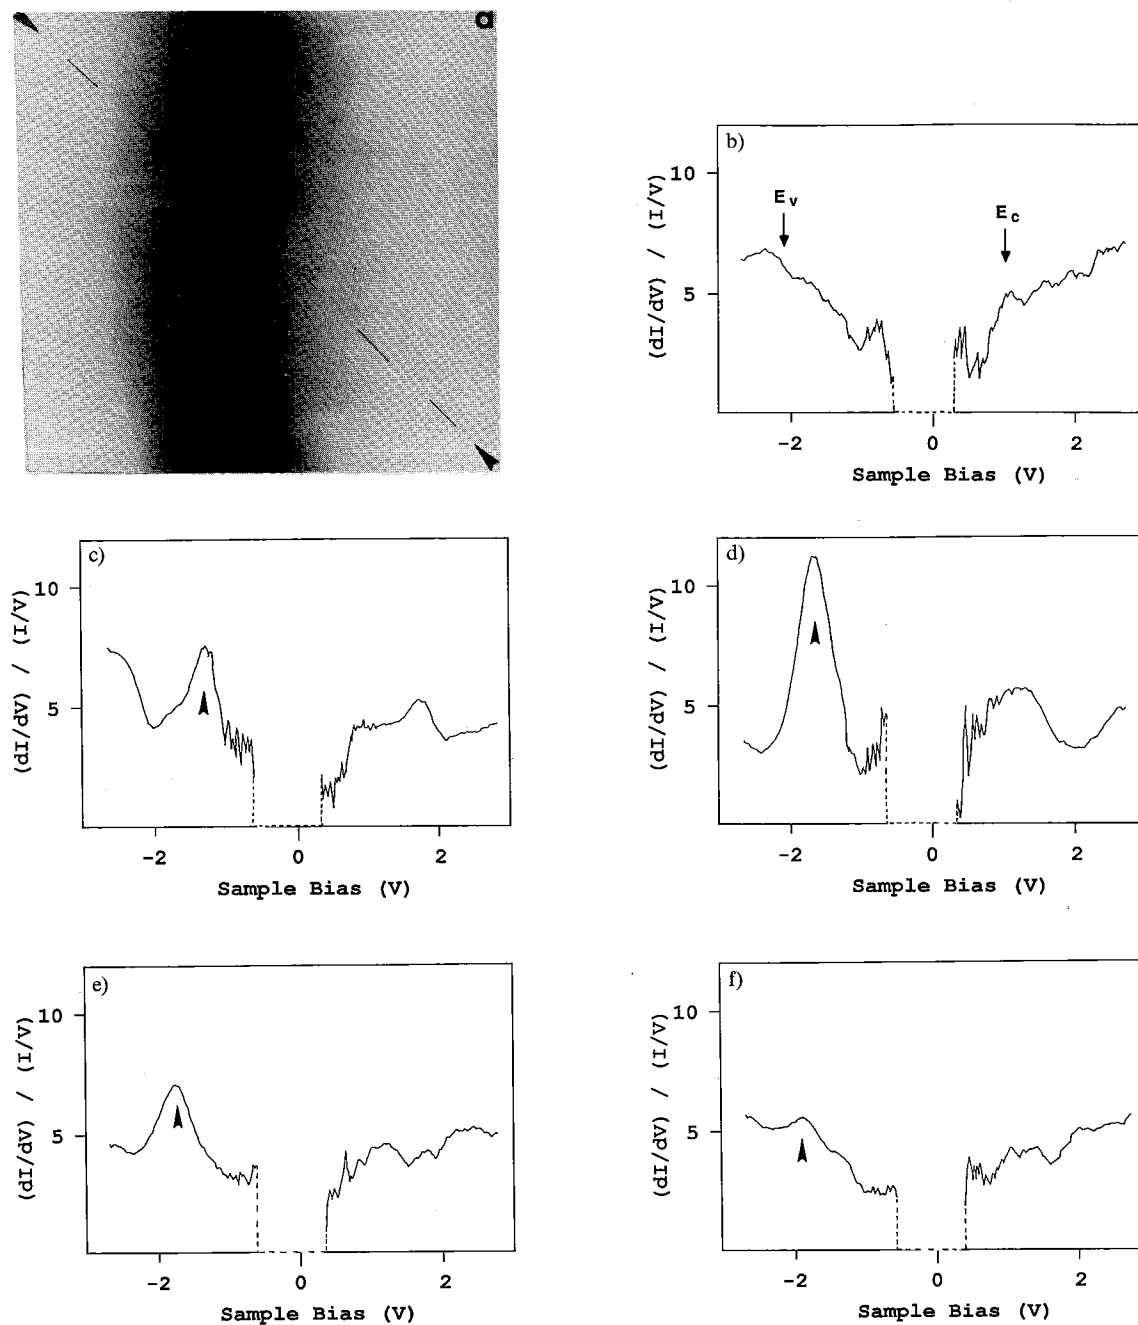 a
b)
(dI/dV) / (I/V)
10
5
Ev
Ec
-2
0
2
Sample Bias (V)
c)
(dI/dV) / (I/V)
10
5
-2
0
2
Sample Bias (V)
d)
(dI/dV) / (I/V)
10
5
-2
0
2
Sample Bias (V)
e)
(dI/dV) / (I/V)
10
5
-2
0
2
Sample Bias (V)
f)
(dI/dV) / (I/V)
10
5
-2
0
2
Sample Bias (V)